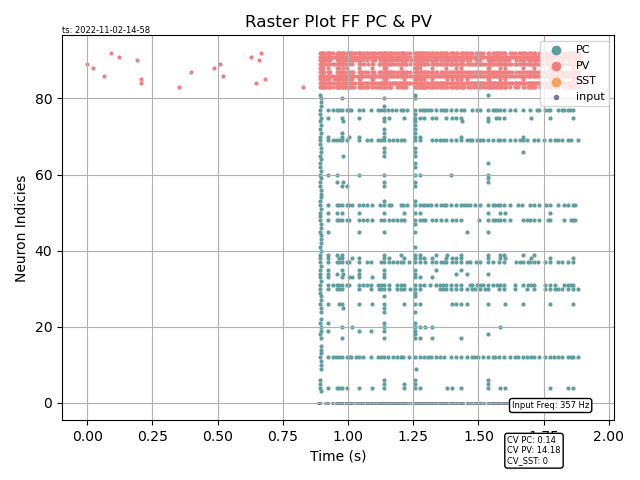 Raster Plot FF PC & PV
ts: 2022-11-02-14-58
PC
PV
SST
input
80
60
40
20
0
Neuron Indicies
Input Freq: 357 Hz
0.00 0.25 0.50 0.75 1.00 1.25 1.50 1.75 2.00
Time (s)
CV PC: 0.14
CV PV: 14.18
CV_SST: 0